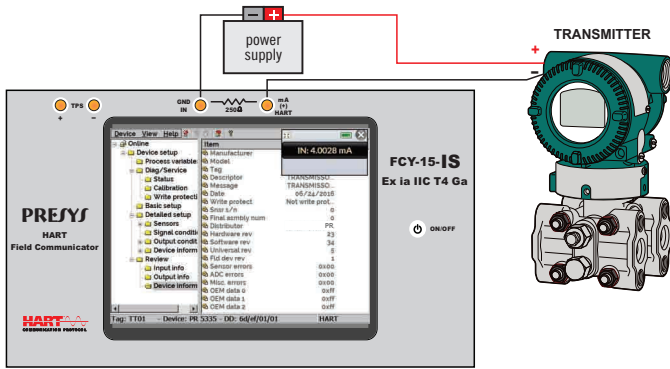 − +
power
supply
TRANSMITTER
+
−
TPS
+ −
GND
IN
250Ω
mA
(+)
HART
Device View Help
IN: 4.0028 mA
Online
Device setup
Process variable
Diag/Service
Status
Calibration
Write protecti
Basic setup
Detailed setup
Sensors
Signal conditi
Output condit
Device inform
Review
Input info
Output info
Device inform
Item
Manufacturer
Model
Tag
Descriptor TRANSMISSO...
Message TRANSMISSO...
Date 06/24/2016
Write protect Not write prot...
Snsr s/n 0
Final asmbly num 0
Distributor PR
Hardware rev 23
Software rev 34
Universal rev 5
Fld dev rev 1
Sensor errors 0x00
ADC errors 0x00
Misc. errors 0x00
OEM data 0 0xff
OEM data 1 0xff
OEM data 2 0xff
Tag: TT01 - Device: PR 5335 - DD: 6d/ef/01/01 HART
PRESYS
HART
Field Communicator
HART
COMMUNICATION PROTOCOL
FCY-15-IS
Ex ia IIC T4 Ga
ON/OFF